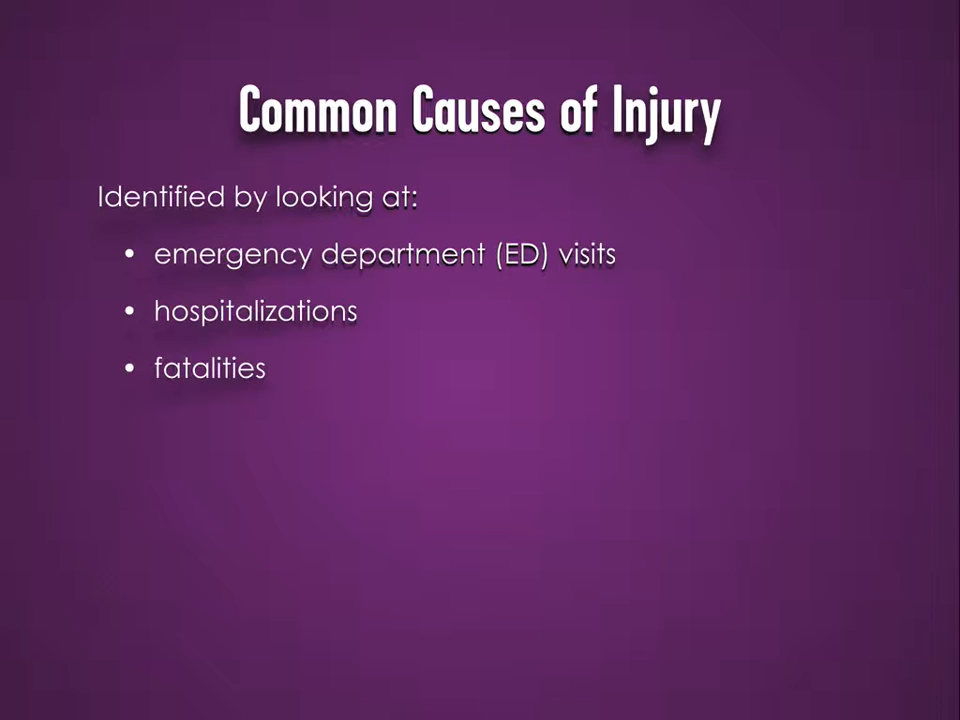 Common Causes of Injury
Identified by looking at:
• emergency department (ED) visits
• hospitalizations
• fatalities